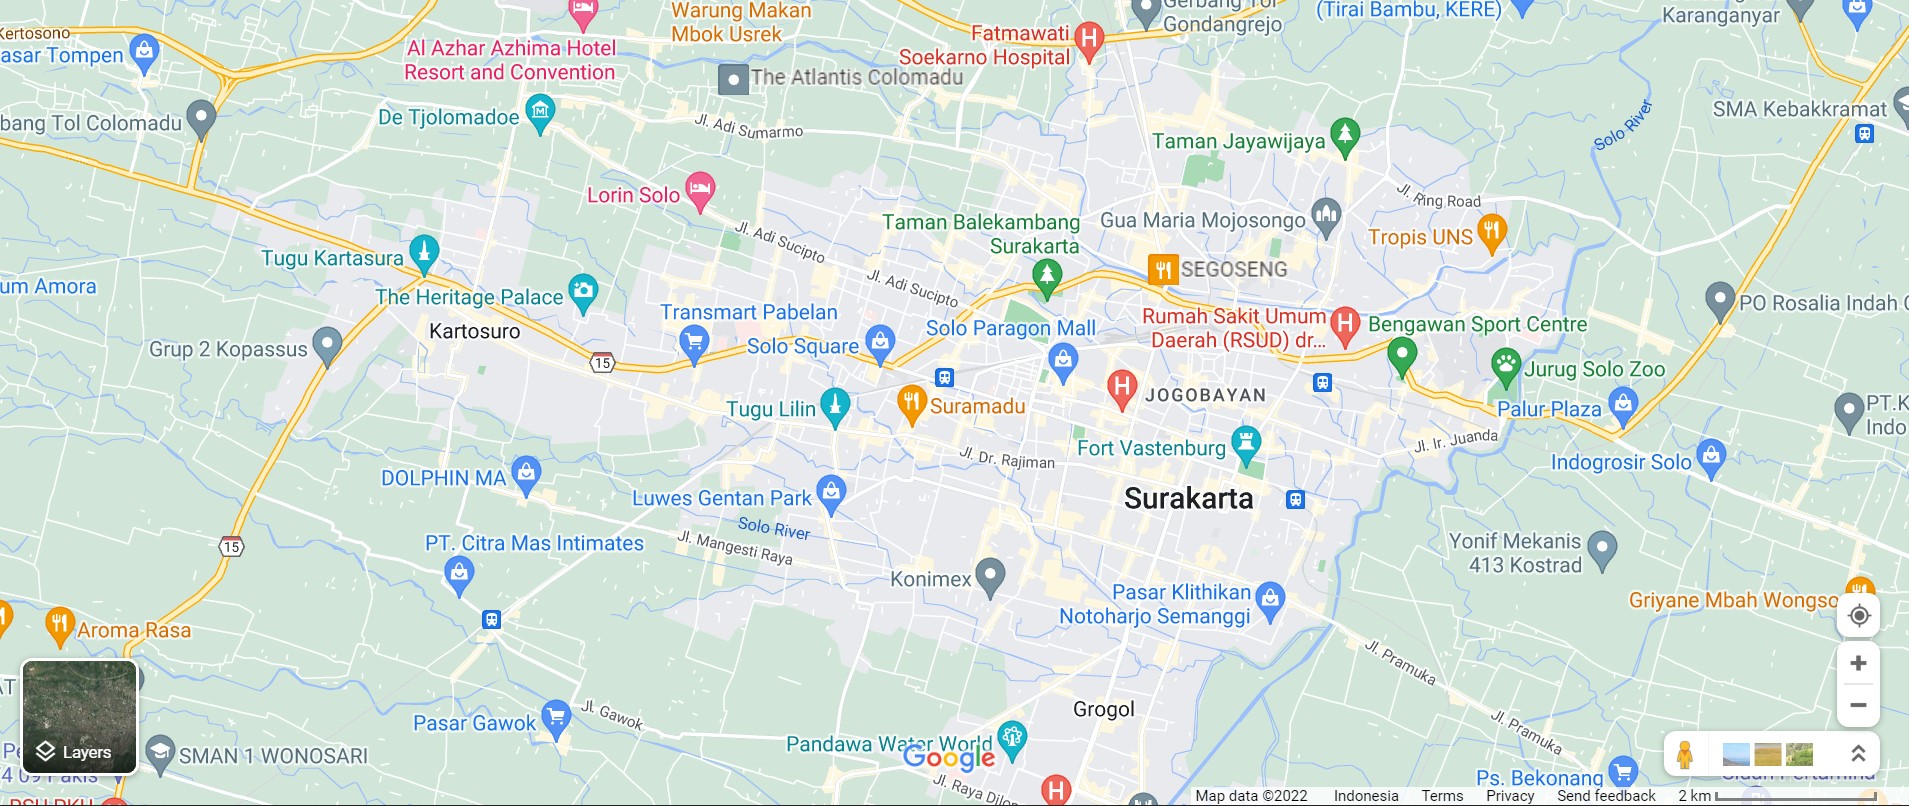 Warung Makan
Mbok Usrek
Gerbang Tol
Gondangrejo
(Tirai Bambu, KERE)
Karanganyar
Kertosono
asar Tompen
Al Azhar Azhima Hotel
Resort and Convention
Fatmawati
Soekarno Hospital
The Atlantis Colomadu
bang Tol Colomadu
De Tjolomadoe
Jl. Adi Sumarmo
Taman Jayawijaya
Solo River
SMA Kebakkramat
Lorin Solo
Jl. Ring Road
Taman Balekambang
Surakarta
Gua Maria Mojosongo
Tropis UNS
Jl. Adi Sucipto
Tugu Kartasura
Jl. Adi Sucipto
SEGOSENG
um Amora
The Heritage Palace
PO Rosalia Indah
Kartosuro
Transmart Pabelan
Solo Square
Solo Paragon Mall
Rumah Sakit Umum
Daerah (RSUD) dr...
Bengawan Sport Centre
Grup 2 Kopassus
15
Jurug Solo Zoo
JOGOBAYAN
Tugu Lilin
Suramadu
Palur Plaza
PT.K
Indo
Jl. Ir. Juanda
Fort Vastenburg
Jl. Dr. Rajiman
Indogrosir Solo
DOLPHIN MA
Luwes Gentan Park
Surakarta
Solo River
15
PT. Citra Mas Intimates
Jl. Mangesti Raya
Yonif Mekanis
413 Kostrad
Konimex
Pasar Klithikan
Notoharjo Semanggi
Griyane Mbah Wongso
Aroma Rasa
Jl. Pramuka
Grogol
Pasar Gawok
Jl. Gawok
Jl. Pramuka
Layers
SMAN 1 WONOSARI
Pandawa Water World
Google
Jl. Raya Dilo
Ps. Bekonang
Map data ©2022 Indonesia Terms Privacy Send feedback 2 km